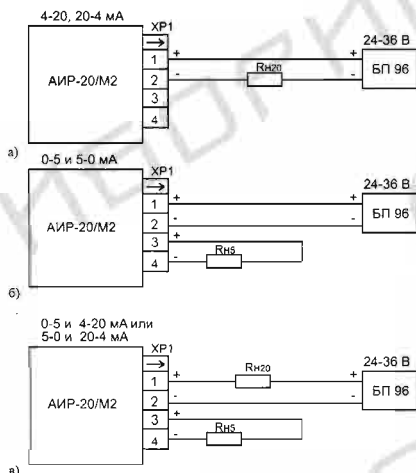 4-20, 20-4 мА
XP1
24-36 В
АИР-20/М2
1
2
3
4
+
-
Rн20
+
-
БП 96
а)
0-5 и 5-0 мА
XP1
24-36 В
АИР-20/М2
1
2
3
4
+
-
+
-
Rн5
+
-
БП 96
б)
0-5 и 4-20 мА или
5-0 и 20-4 мА
XP1
24-36 В
АИР-20/М2
1
2
3
4
+
-
+
-
Rн20
Rн5
+
-
БП 96
в)